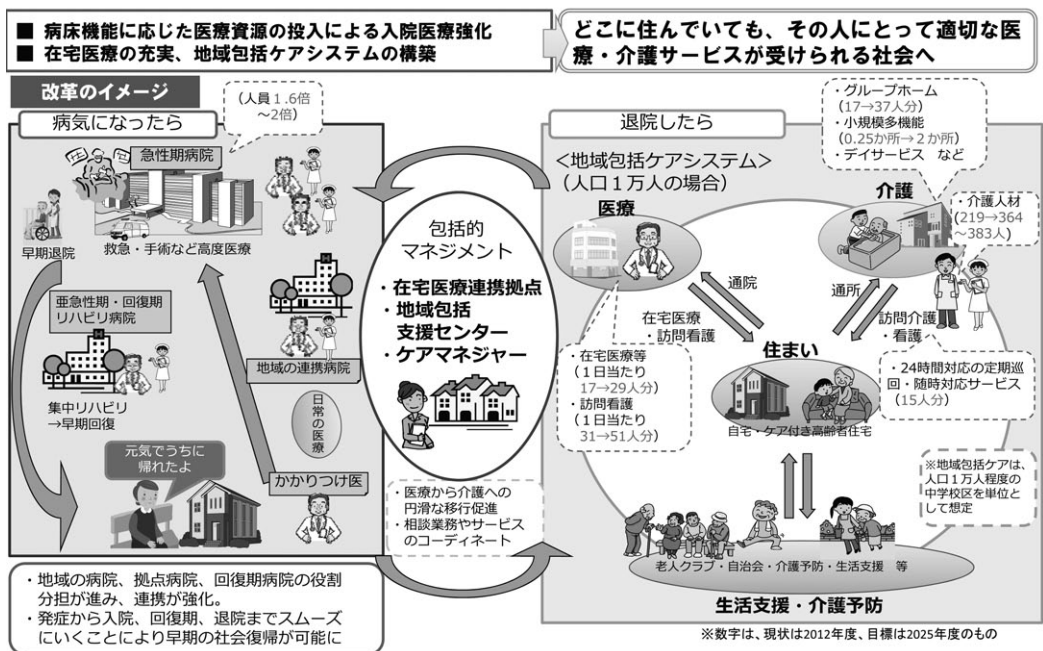 ■ 病床機能に応じた医療資源の投入による入院医療強化
■ 在宅医療の充実、地域包括ケアシステムの構築
どこに住んでいても、その人にとって適切な医
療・介護サービスが受けられる社会へ
改革のイメージ
病気になったら
(人員1.6倍
～2倍)
急性期病院
早期退院
救急・手術など高度医療
亜急性期・回復期
リハビリ病院
集中リハビリ
→早期回復
地域の連携病院
日常の医療
元気でうちに
帰れたよ
かかりつけ医
・地域の病院、拠点病院、回復期病院の役割
分担が進み、連携が強化。
・発症から入院、回復期、退院までスムーズ
にいくことにより早期の社会復帰が可能に
包括的
マネジメント
・在宅医療連携拠点
・地域包括
支援センター
・ケアマネジャー
・医療から介護への
円滑な移行促進
・相談業務やサービス
のコーディネート
退院したら
<地域包括ケアシステム>
(人口1万人の場合)
・グループホーム
(17→37人分)
・小規模多機能
(0.25か所→2か所)
・デイサービス など
医療
介護
・介護人材
(219→364
～383人)
通院
通所
在宅医療
・訪問看護
訪問介護
・看護
・在宅医療等
(1日当たり
17→29人分)
・訪問看護
(1日当たり
31→51人分)
住まい
自宅・ケア付き高齢者住宅
・24時間対応の定期巡
回・随時対応サービス
(15人分)
※地域包括ケアは、
人口1万人程度の
中学校区を単位と
して想定
老人クラブ・自治会・介護予防・生活支援 等
生活支援・介護予防
※数字は、現状は2012年度、目標は2025年度のもの